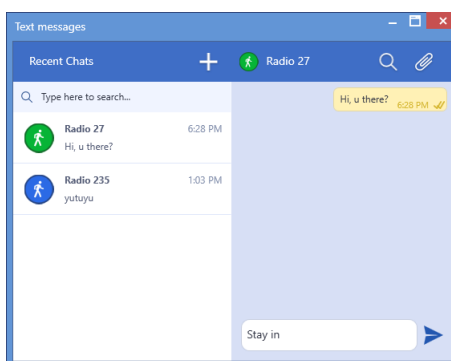 Text messages
Recent Chats
Radio 27
Type here to search...
Radio 27
6:28 PM
Hi, u there?
Radio 235
1:03 PM
yutuyu
Hi, u there?
6:28 PM
Stay in